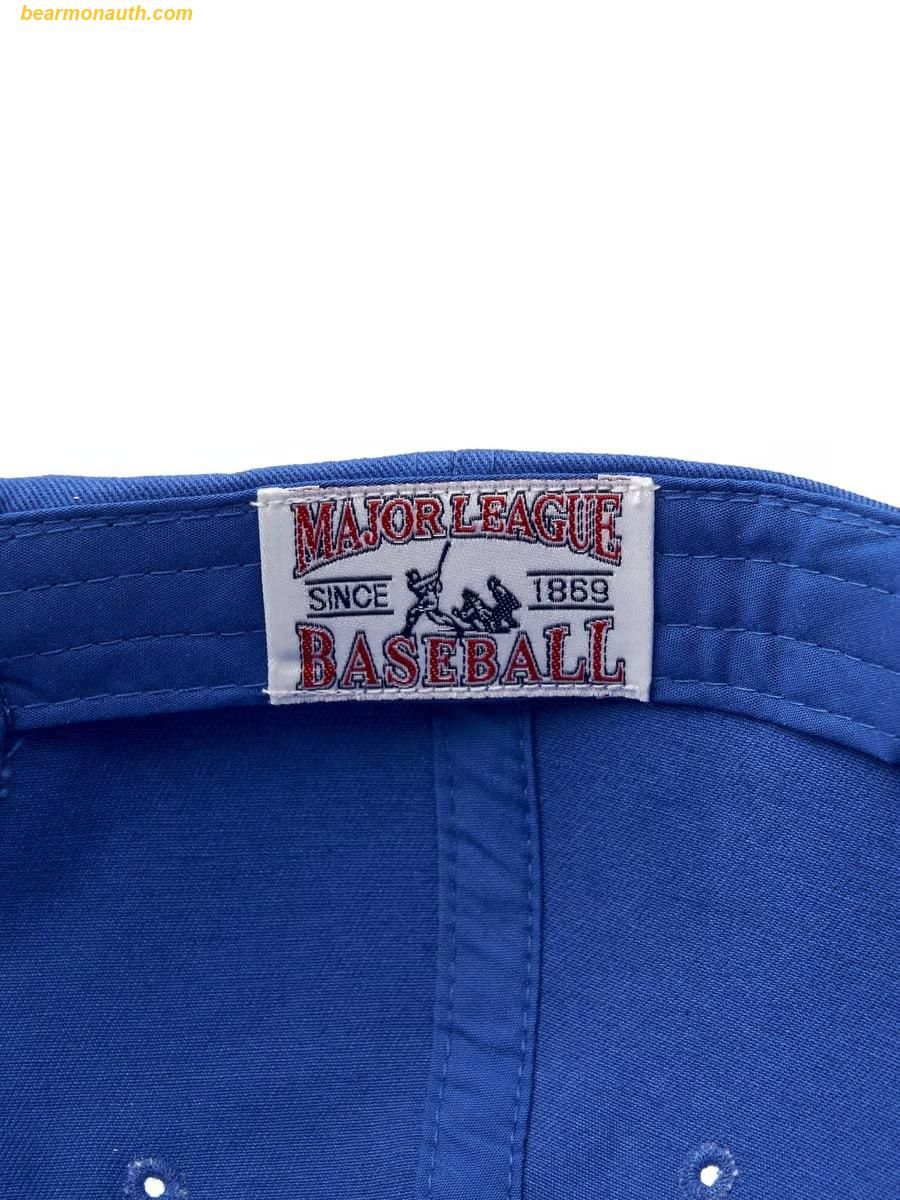 bearmonauth.com
MAJOR LEAGUE
SINCE 1869
BASEBALL